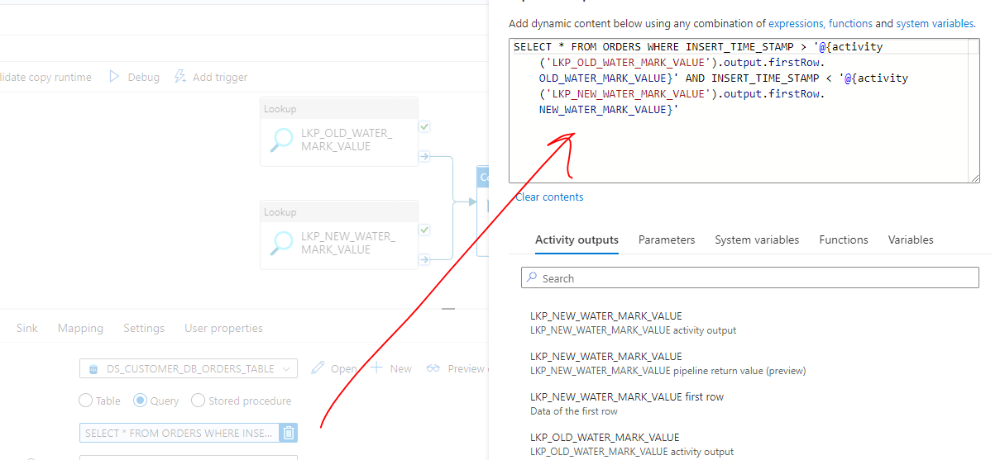 Add dynamic content below using any combination of expressions, functions and system variables.
SELECT * FROM ORDERS WHERE INSERT_TIME_STAMP > '@{activity
('LKP_OLD_WATER_MARK_VALUE').output.firstRow.
OLD_WATER_MARK_VALUE}' AND INSERT_TIME_STAMP < '@{activity
('LKP_NEW_WATER_MARK_VALUE').output.firstRow.
NEW_WATER_MARK_VALUE}'
Clear contents
Activity outputs Parameters System variables Functions Variables
Search
LKP_NEW_WATER_MARK_VALUE
LKP_NEW_WATER_MARK_VALUE activity output
LKP_NEW_WATER_MARK_VALUE
LKP_NEW_WATER_MARK_VALUE pipeline return value (preview)
LKP_NEW_WATER_MARK_VALUE first row
Data of the first row
LKP_OLD_WATER_MARK_VALUE
LKP_OLD_WATER_MARK_VALUE activity output
lidate copy runtime Debug Add trigger
Lookup
LKP_OLD_WATER_
MARK_VALUE
Lookup
LKP_NEW_WATER_
MARK_VALUE
Sink Mapping Settings User properties
DS_CUSTOMER_DB_ORDERS_TABLE Open New Preview
Table Query Stored procedure
SELECT * FROM ORDERS WHERE INSE...